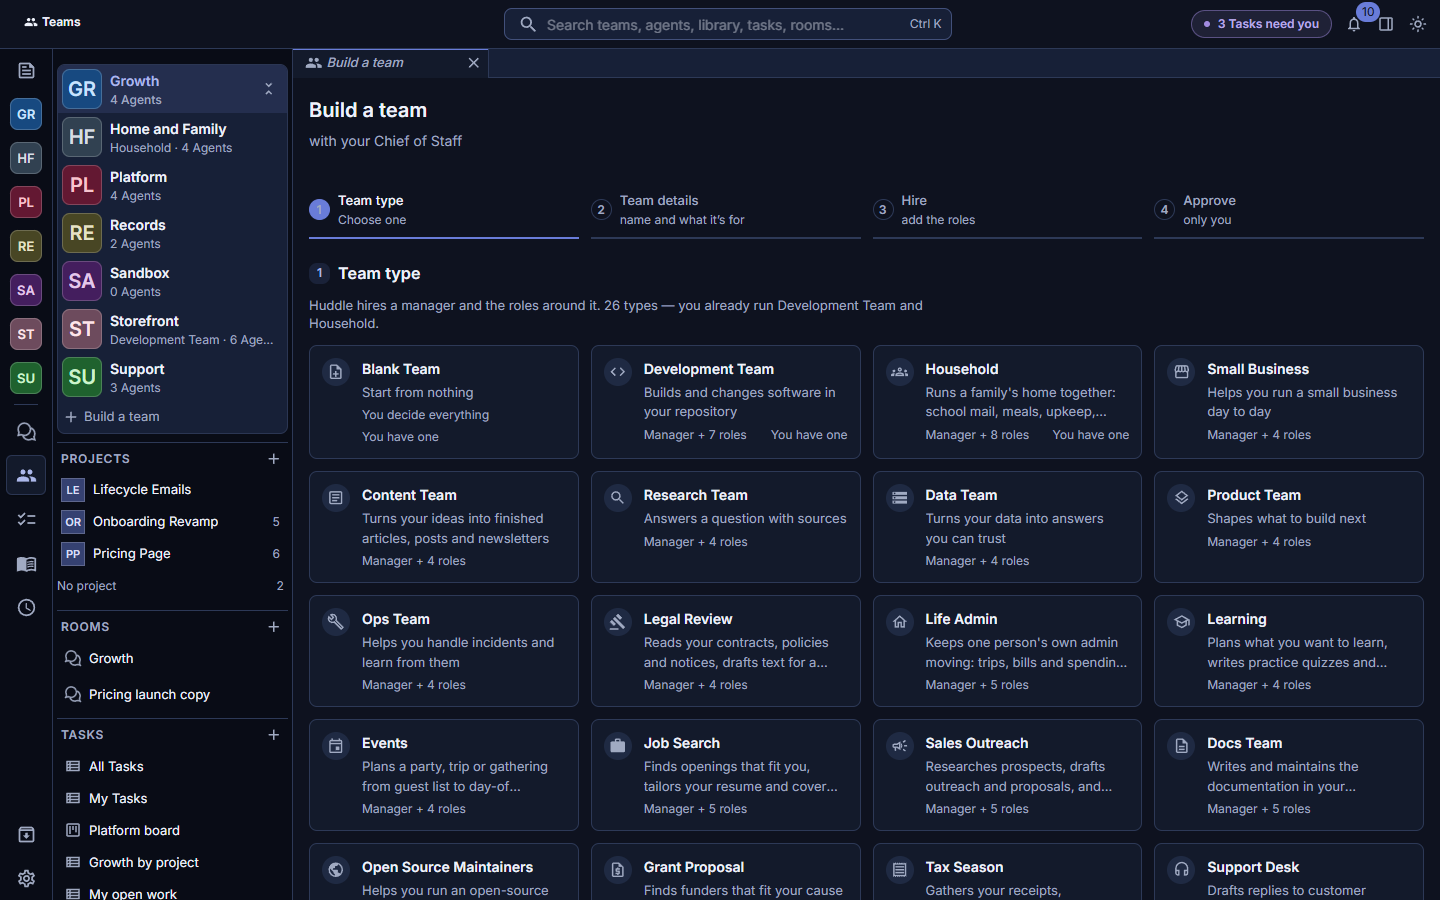 Teams
Search teams, agents, library, tasks, rooms...
Ctrl K
3 Tasks need you
10
GR
HF
PL
RE
SA
ST
SU
GR
Growth
4 Agents
HF
Home and Family
Household · 4 Agents
PL
Platform
4 Agents
RE
Records
2 Agents
SA
Sandbox
0 Agents
ST
Storefront
Development Team · 6 Age...
SU
Support
3 Agents
Build a team
PROJECTS
LE
Lifecycle Emails
OR
Onboarding Revamp
5
PP
Pricing Page
6
No project
2
ROOMS
Growth
Pricing launch copy
TASKS
All Tasks
My Tasks
Platform board
Growth by project
My open work
Build a team
Build a team
with your Chief of Staff
1
Team type
Choose one
2
Team details
name and what it's for
3
Hire
add the roles
4
Approve
only you
1
Team type
Huddle hires a manager and the roles around it. 26 types — you already run Development Team and
Household.
Blank Team
Start from nothing
You decide everything
You have one
Development Team
Builds and changes software in
your repository
Manager + 7 roles
You have one
Household
Runs a family's home together:
school mail, meals, upkeep,...
Manager + 8 roles
You have one
Small Business
Helps you run a small business
day to day
Manager + 4 roles
Content Team
Turns your ideas into finished
articles, posts and newsletters
Manager + 4 roles
Research Team
Answers a question with sources
Manager + 4 roles
Data Team
Turns your data into answers
you can trust
Manager + 4 roles
Product Team
Shapes what to build next
Manager + 4 roles
Ops Team
Helps you handle incidents and
learn from them
Manager + 4 roles
Legal Review
Reads your contracts, policies
and notices, drafts text for a...
Manager + 4 roles
Life Admin
Keeps one person's own admin
moving: trips, bills and spendin...
Manager + 5 roles
Learning
Plans what you want to learn,
writes practice quizzes and...
Manager + 4 roles
Events
Plans a party, trip or gathering
from guest list to day-of...
Manager + 4 roles
Job Search
Finds openings that fit you,
tailors your resume and cover...
Manager + 5 roles
Sales Outreach
Researches prospects, drafts
outreach and proposals, and...
Manager + 5 roles
Docs Team
Writes and maintains the
documentation in your...
Manager + 5 roles
Open Source Maintainers
Helps you run an open-source
Grant Proposal
Finds funders that fit your cause
Tax Season
Gathers your receipts,
Support Desk
Drafts replies to customer